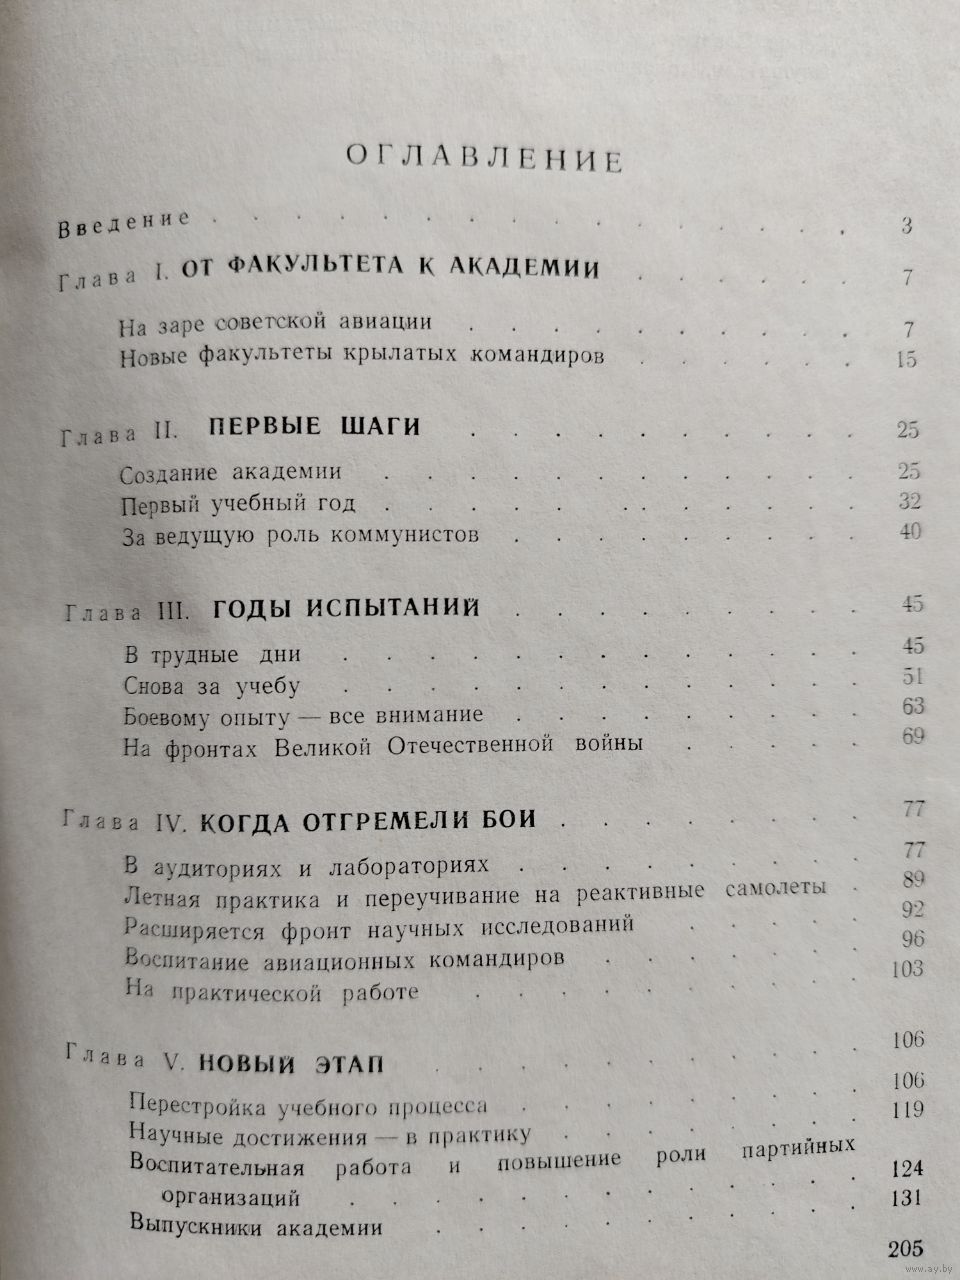 ОГЛАВЛЕНИЕ
Введение . . . . . . . . . . . . . . . 3
Глава I. ОТ ФАКУЛЬТЕТА К АКАДЕМИИ . . . . . . 7
На заре советской авиации . . . . . . . . . . 7
Новые факультеты крылатых командиров . . . . . . 15
Глава II. ПЕРВЫЕ ШАГИ . . . . . . . . . . 25
Создание академии . . . . . . . . . . . . 25
Первый учебный год . . . . . . . . . . . 32
За ведущую роль коммунистов . . . . . . . . . 40
Глава III. ГОДЫ ИСПЫТАНИЙ . . . . . . . . . 45
В трудные дни . . . . . . . . . . . . . 45
Снова за учебу . . . . . . . . . . . . . 51
Боевому опыту — все внимание . . . . . . . . . 63
На фронтах Великой Отечественной войны . . . . . 69
Глава IV. КОГДА ОТГРЕМЕЛИ БОИ . . . . . . . . 77
В аудиториях и лабораториях . . . . . . . . 77
Летная практика и переучивание на реактивные самолеты . 89
Расширяется фронт научных исследований . . . . . 92
Воспитание авиационных командиров . . . . . . . 96
На практической работе . . . . . . . . . . 103
Глава V. НОВЫЙ ЭТАП . . . . . . . . . . 106
Перестройка учебного процесса . . . . . . . . . 106
Научные достижения — в практику . . . . . . . . 119
Воспитательная работа и повышение роли партийных
организаций . . . . . . . . . . . . 124
Выпускники академии . . . . . . . . . . 131
205
www.ay.by